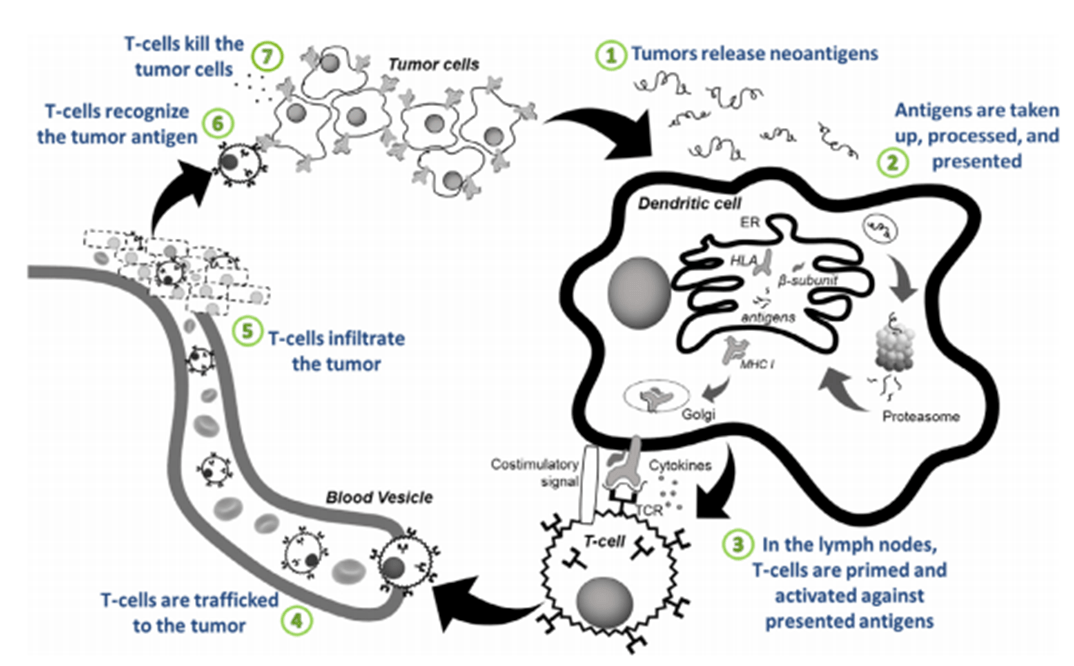 T-cells kill the
tumor cells
7
Tumor cells
1
Tumors release neoantigens
T-cells recognize
the tumor antigen
6
Antigens are taken
up, processed, and
presented
2
Dendritic cell
ER
HLA
β-subunit
antigens
MHC I
Golgi
Proteasome
5
T-cells infiltrate
the tumor
Costimulatory
signal
Cytokines
TCR
Blood Vesicle
T-cell
3
In the lymph nodes,
T-cells are primed and
activated against
presented antigens
T-cells are trafficked
to the tumor
4